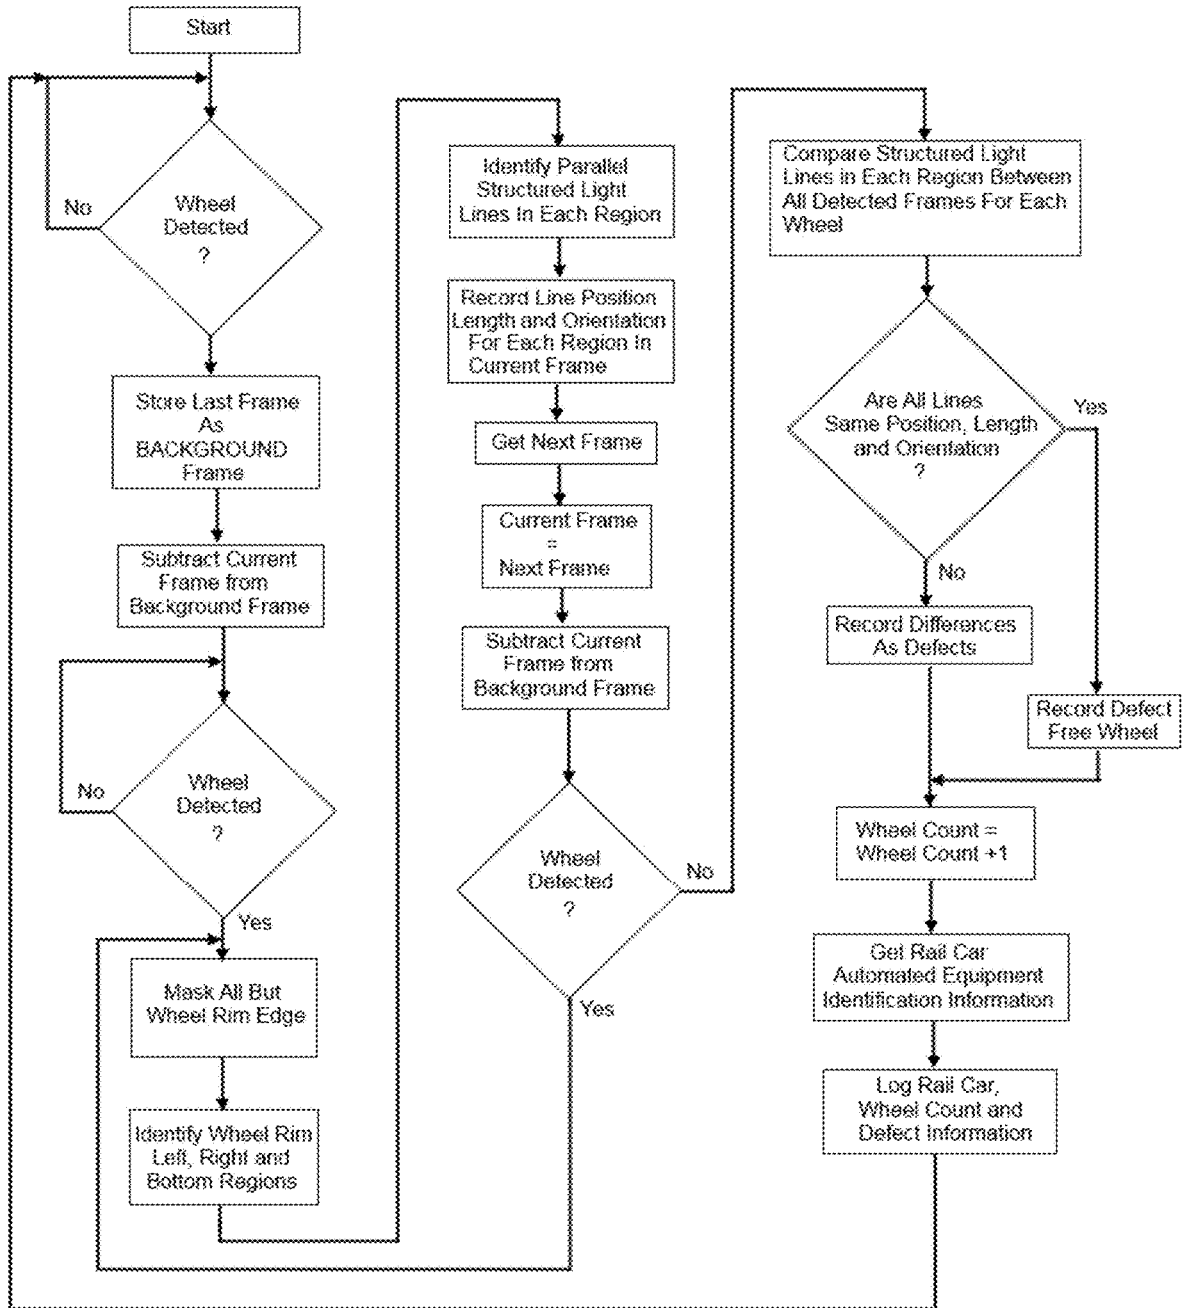 Start
Wheel
Detected
?
No
Store Last Frame
As
BACKGROUND
Frame
Subtract Current
Frame from
Background Frame
Wheel
Detected
?
No
Yes
Mask All But
Wheel Rim Edge
Identify Wheel Rim
Left, Right and
Bottom Regions
Identify Parallel
Structured Light
Lines In Each Region
Record Line Position
Length and Orientation
For Each Region In
Current Frame
Get Next Frame
Current Frame
=
Next Frame
Subtract Current
Frame from
Background Frame
Wheel
Detected
?
No
Yes
Compare Structured Light
Lines in Each Region Between
All Detected Frames For Each
Wheel
Are All Lines
Same Position, Length
and Orientation
?
Yes
No
Record Differences
As Defects
Record Defect
Free Wheel
Wheel Count =
Wheel Count +1
Get Rail Car
Automated Equipment
Identification Information
Log Rail Car,
Wheel Count and
Defect Information